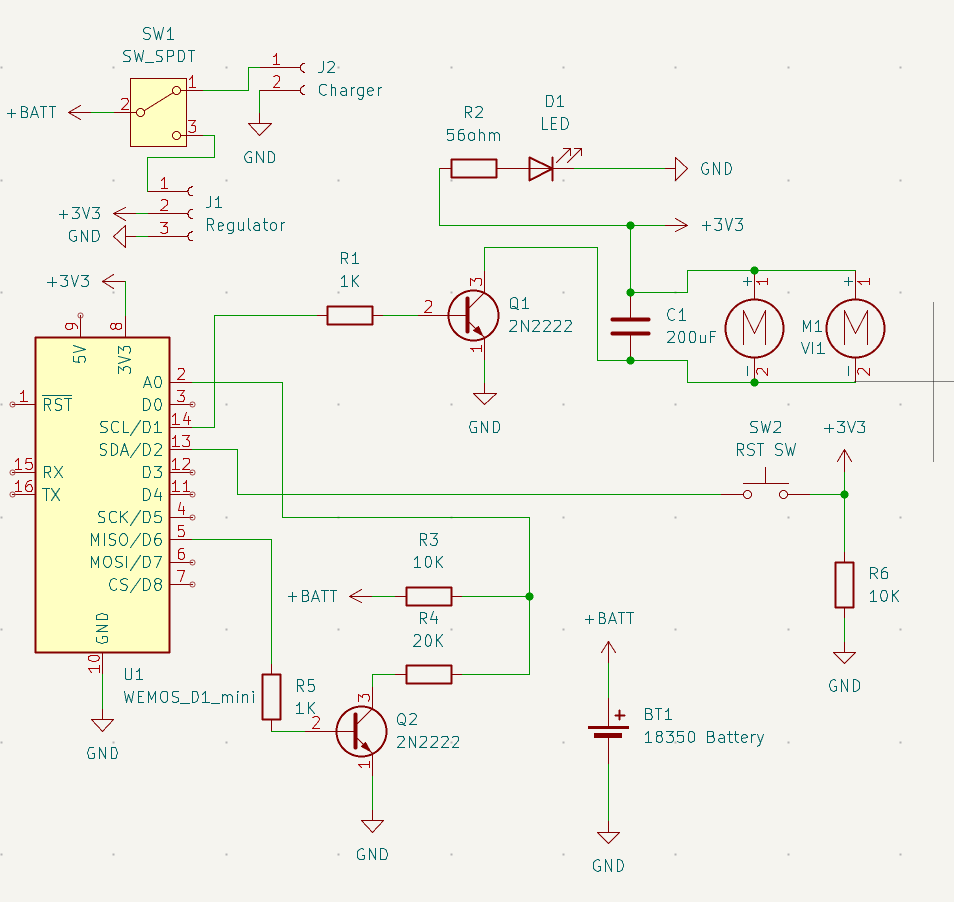 SW1
SW_SPDT
+BATT
2
1
3
1
2
J2
Charger
GND
1
2
3
J1
Regulator
+3V3
GND
R2
56ohm
D1
LED
GND
+3V3
+3V3
R1
1K
2
3
1
Q1
2N2222
GND
C1
200uF
+
1
-
2
M1
VI1
M
+
1
-
2
M
9
8
5V
3V3
1
RST
15
RX
16
TX
A0
2
D0
3
SCL/D1
14
SDA/D2
13
D3
12
D4
11
SCK/D5
4
MISO/D6
5
MOSI/D7
6
CS/D8
7
GND
10
U1
WEMOS_D1_mini
GND
SW2
RST SW
+3V3
R6
10K
GND
R3
10K
+BATT
R4
20K
R5
1K
2
3
1
Q2
2N2222
GND
+BATT
+
BT1
18350 Battery
GND